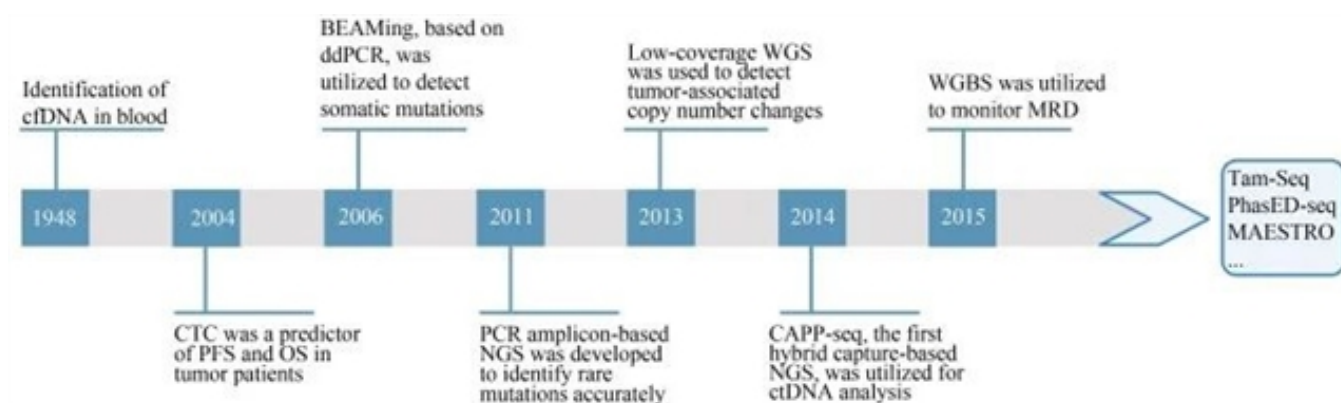 Identification of
cfDNA in blood
BEAMing, based on
ddPCR, was
utilized to detect
somatic mutations
Low-coverage WGS
was used to detect
tumor-associated
copy number changes
WGBS was utilized
to monitor MRD
1948
2004
2006
2011
2013
2014
2015
Tam-Seq
PhasED-seq
MAESTRO
...
CTC was a predictor
of PFS and OS in
tumor patients
PCR amplicon-based
NGS was developed
to identify rare
mutations accurately
CAPP-seq, the first
hybrid capture-based
NGS, was utilized for
ctDNA analysis